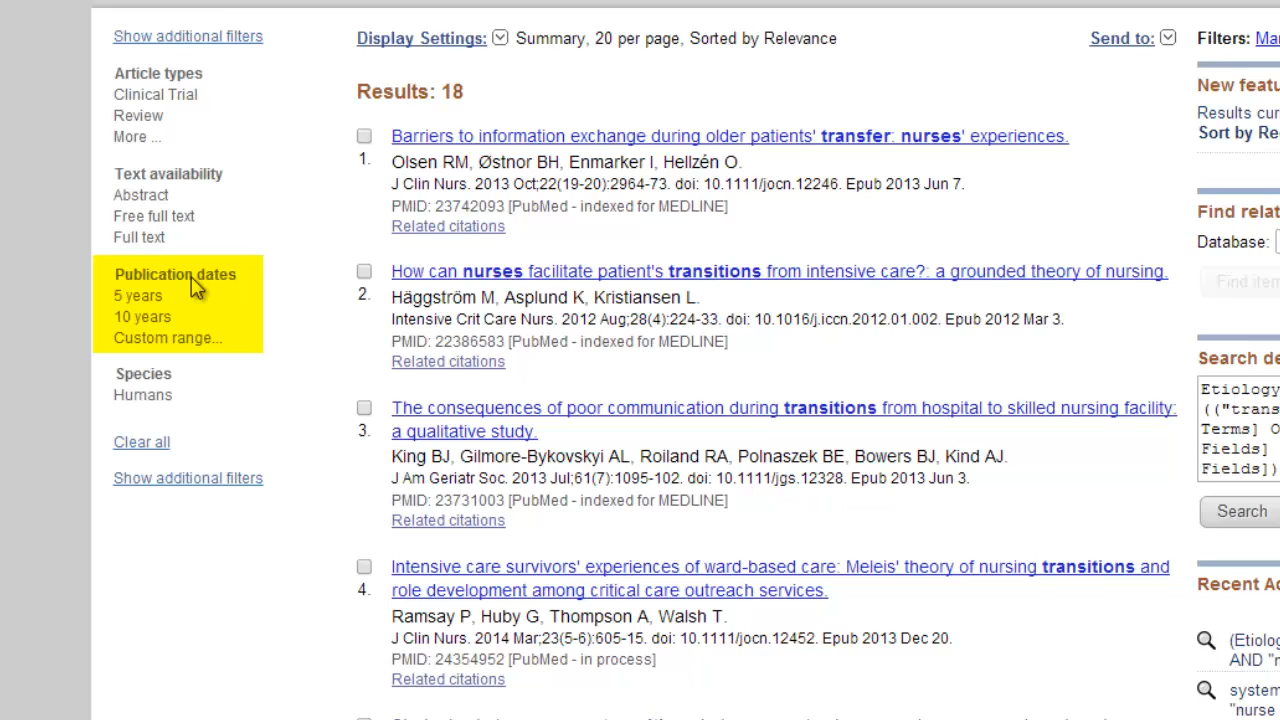 Show additional filters
Article types
Clinical Trial
Review
More ...
Text availability
Abstract
Free full text
Full text
Publication dates
5 years
10 years
Custom range...
Species
Humans
Clear all
Show additional filters
Display Settings: Summary, 20 per page, Sorted by Relevance
Send to:
Results: 18
Barriers to information exchange during older patients' transfer: nurses' experiences.
1.
Olsen RM, Østnor BH, Enmarker I, Hellzén O.
J Clin Nurs. 2013 Oct;22(19-20):2964-73. doi: 10.1111/jocn.12246. Epub 2013 Jun 7.
PMID: 23742093 [PubMed - indexed for MEDLINE]
Related citations
How can nurses facilitate patient's transitions from intensive care?: a grounded theory of nursing.
2.
Häggström M, Asplund K, Kristiansen L.
Intensive Crit Care Nurs. 2012 Aug;28(4):224-33. doi: 10.1016/j.iccn.2012.01.002. Epub 2012 Mar 3.
PMID: 22386583 [PubMed - indexed for MEDLINE]
Related citations
The consequences of poor communication during transitions from hospital to skilled nursing facility:
a qualitative study.
3.
King BJ, Gilmore-Bykovskyi AL, Roiland RA, Polnaszek BE, Bowers BJ, Kind AJ.
J Am Geriatr Soc. 2013 Jul;61(7):1095-102. doi: 10.1111/jgs.12328. Epub 2013 Jun 3.
PMID: 23731003 [PubMed - indexed for MEDLINE]
Related citations
Intensive care survivors' experiences of ward-based care: Meleis' theory of nursing transitions and
role development among critical care outreach services.
4.
Ramsay P, Huby G, Thompson A, Walsh T.
J Clin Nurs. 2014 Mar;23(5-6):605-15. doi: 10.1111/jocn.12452. Epub 2013 Dec 20.
PMID: 24354952 [PubMed - in process]
Related citations
Filters: Ma
New featu
Results cur
Sort by Re
Find relat
Database:
Find item
Search de
Etiology
(("trans
Terms] O
Fields]
Fields])
Search
Recent Ac
(Etiolog
AND "n
system
"nurse